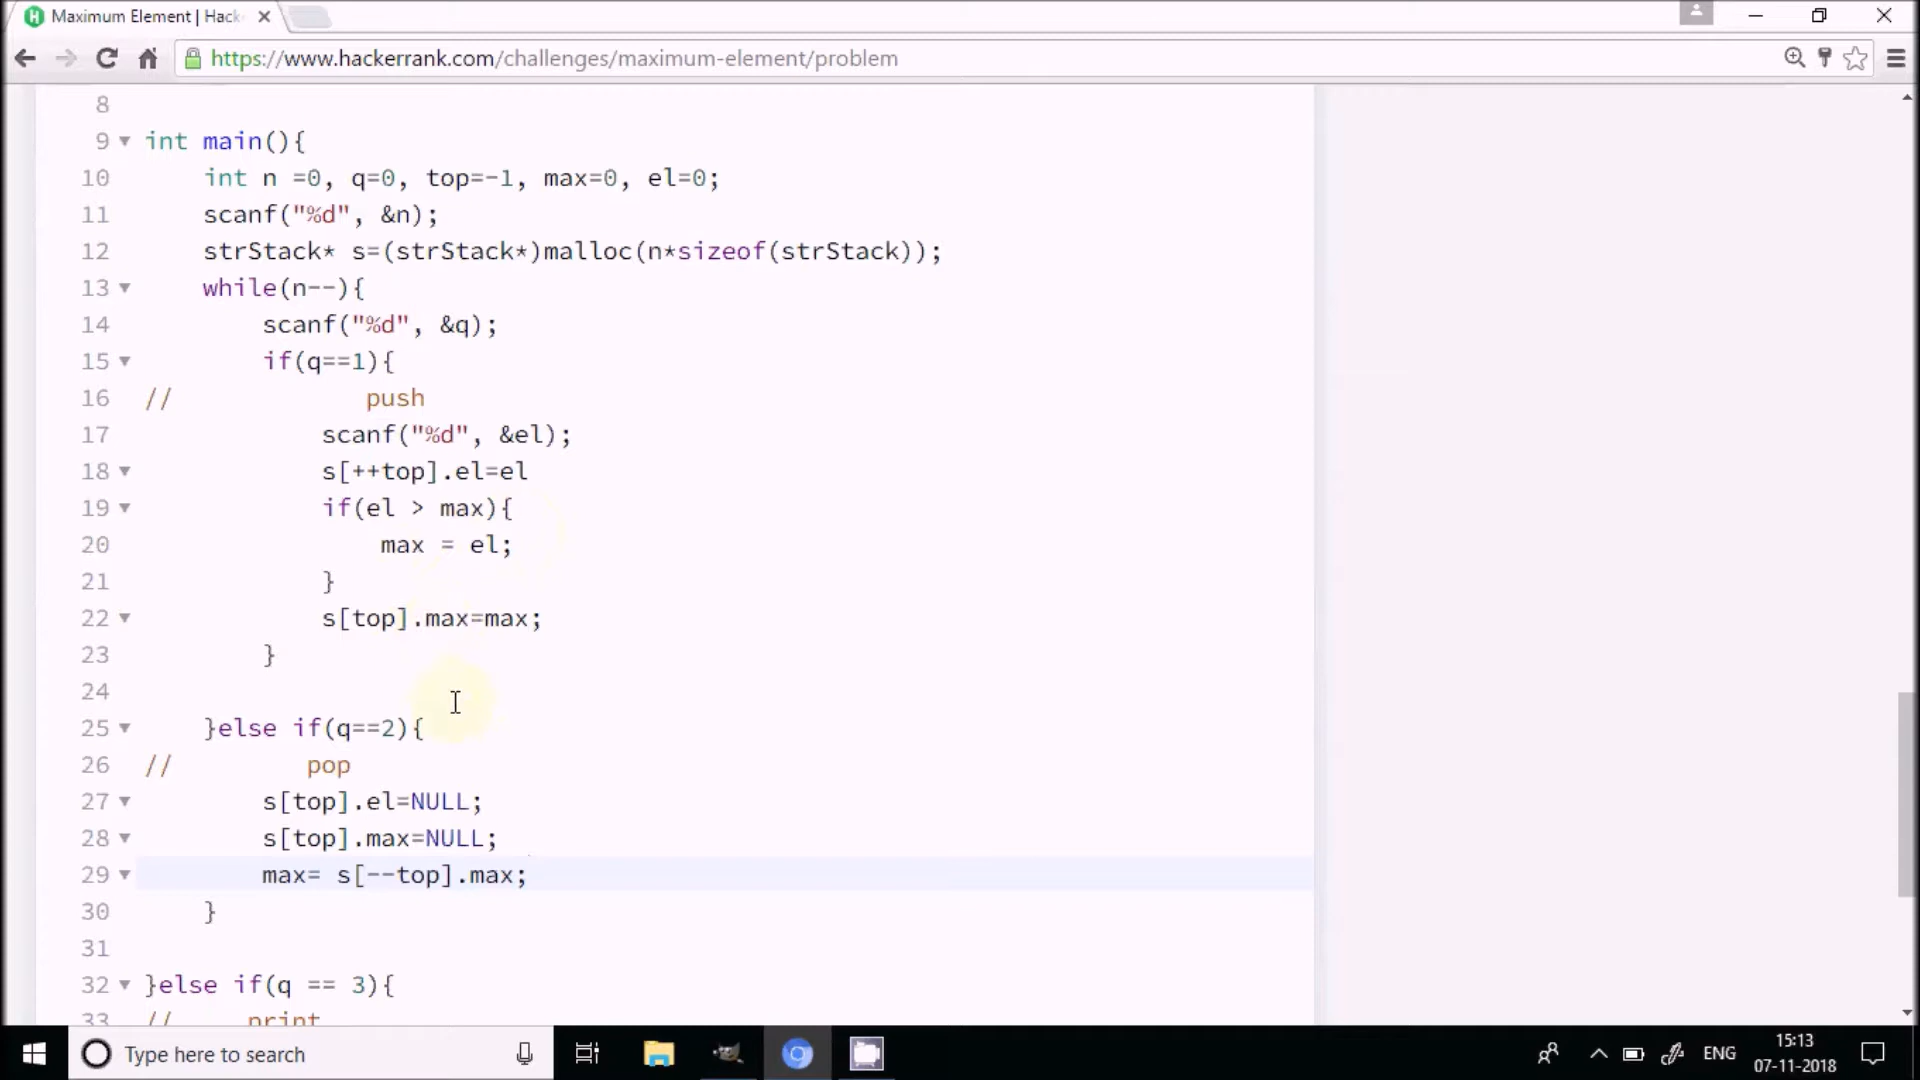 Maximum Element | Hack
https://www.hackerrank.com/challenges/maximum-element/problem
8
9 int main(){
10 int n =0, q=0, top=-1, max=0, el=0;
11 scanf("%d", &n);
12 strStack* s=(strStack*)malloc(n*sizeof(strStack));
13 while(n--){
14 scanf("%d", &q);
15 if(q==1){
16 // push
17 scanf("%d", &el);
18 s[++top].el=el
19 if(el > max){
20 max = el;
21 }
22 s[top].max=max;
23 }
24
25 }else if(q==2){
26 // pop
27 s[top].el=NULL;
28 s[top].max=NULL;
29 max= s[--top].max;
30 }
31
32 }else if(q == 3){
33 // print
Type here to search
ENG
15:13
07-11-2018